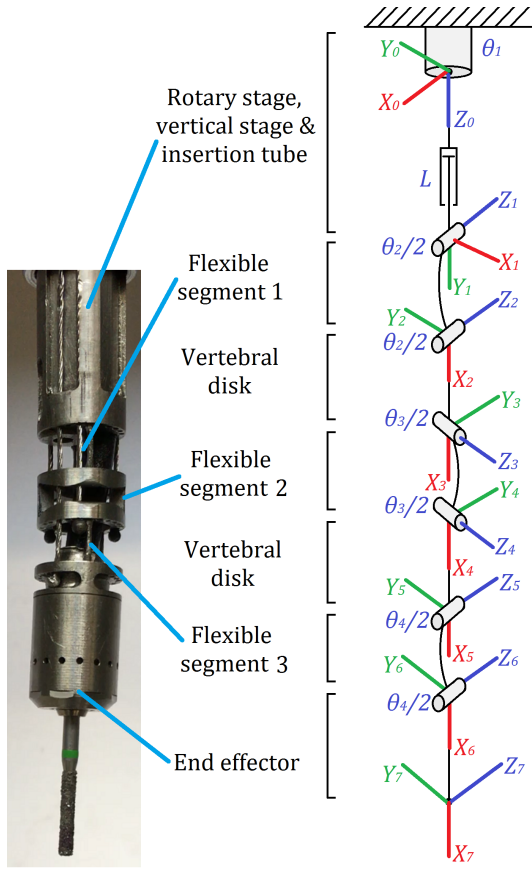 Rotary stage,
vertical stage &
insertion tube
Flexible
segment 1
Vertebral
disk
Flexible
segment 2
Vertebral
disk
Flexible
segment 3
End effector
Y0
θ1
X0
Z0
L
Z1
θ2/2
X1
Y1
Z2
Y2
θ2/2
X2
θ3/2
Y3
Z3
X3
Y4
θ3/2
Z4
X4
Z5
Y5
θ4/2
X5
Z6
Y6
θ4/2
X6
Y7
Z7
X7